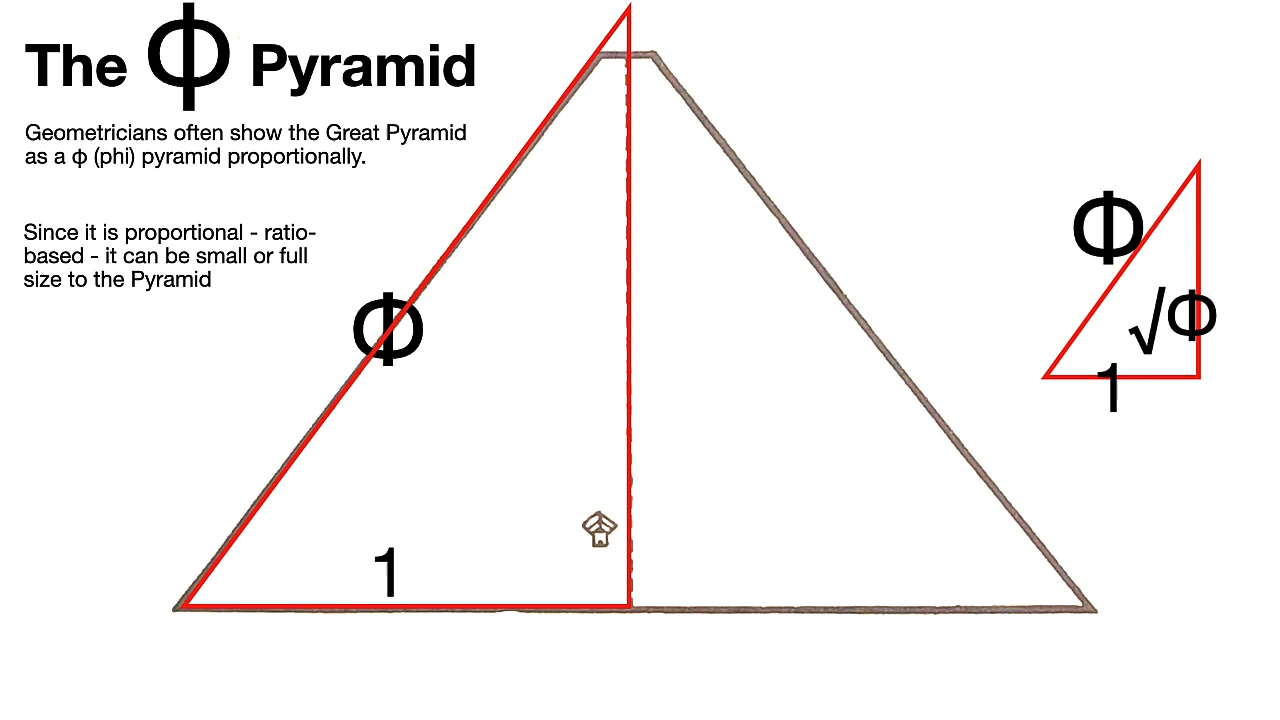 The Φ Pyramid
Geometricians often show the Great Pyramid
as a ф (phi) pyramid proportionally.
Since it is proportional - ratio-
based - it can be small or full
size to the Pyramid
Φ
1
Φ
√Φ
1